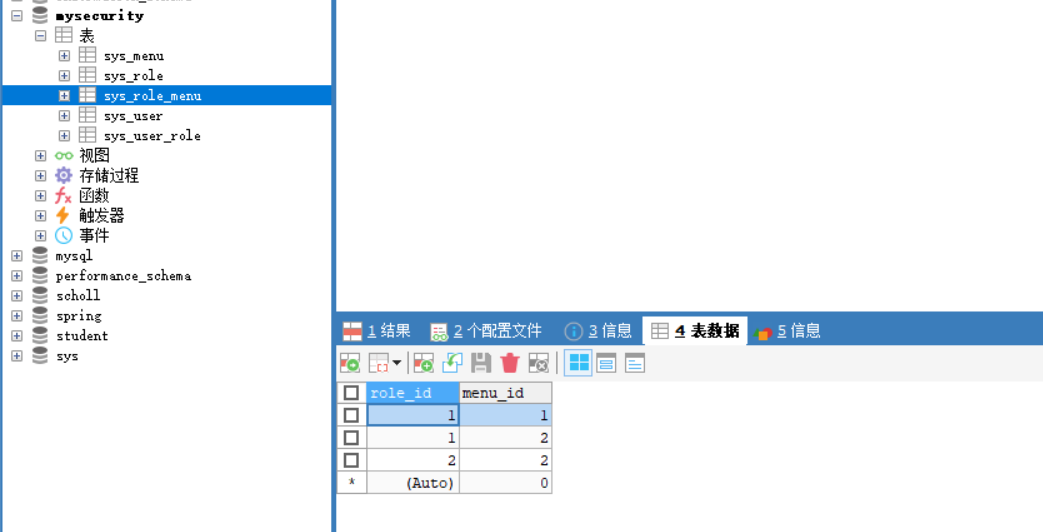 mysecurity
表
sys_menu
sys_role
sys_role_menu
sys_user
sys_user_role
视图
存储过程
函数
触发器
事件
mysql
performance_schema
scholl
spring
student
sys
1 结果 2 个配置文件 3 信息 4 表数据 5 信息
role_id menu_id
1 1
1 2
2 2
* (Auto) 0